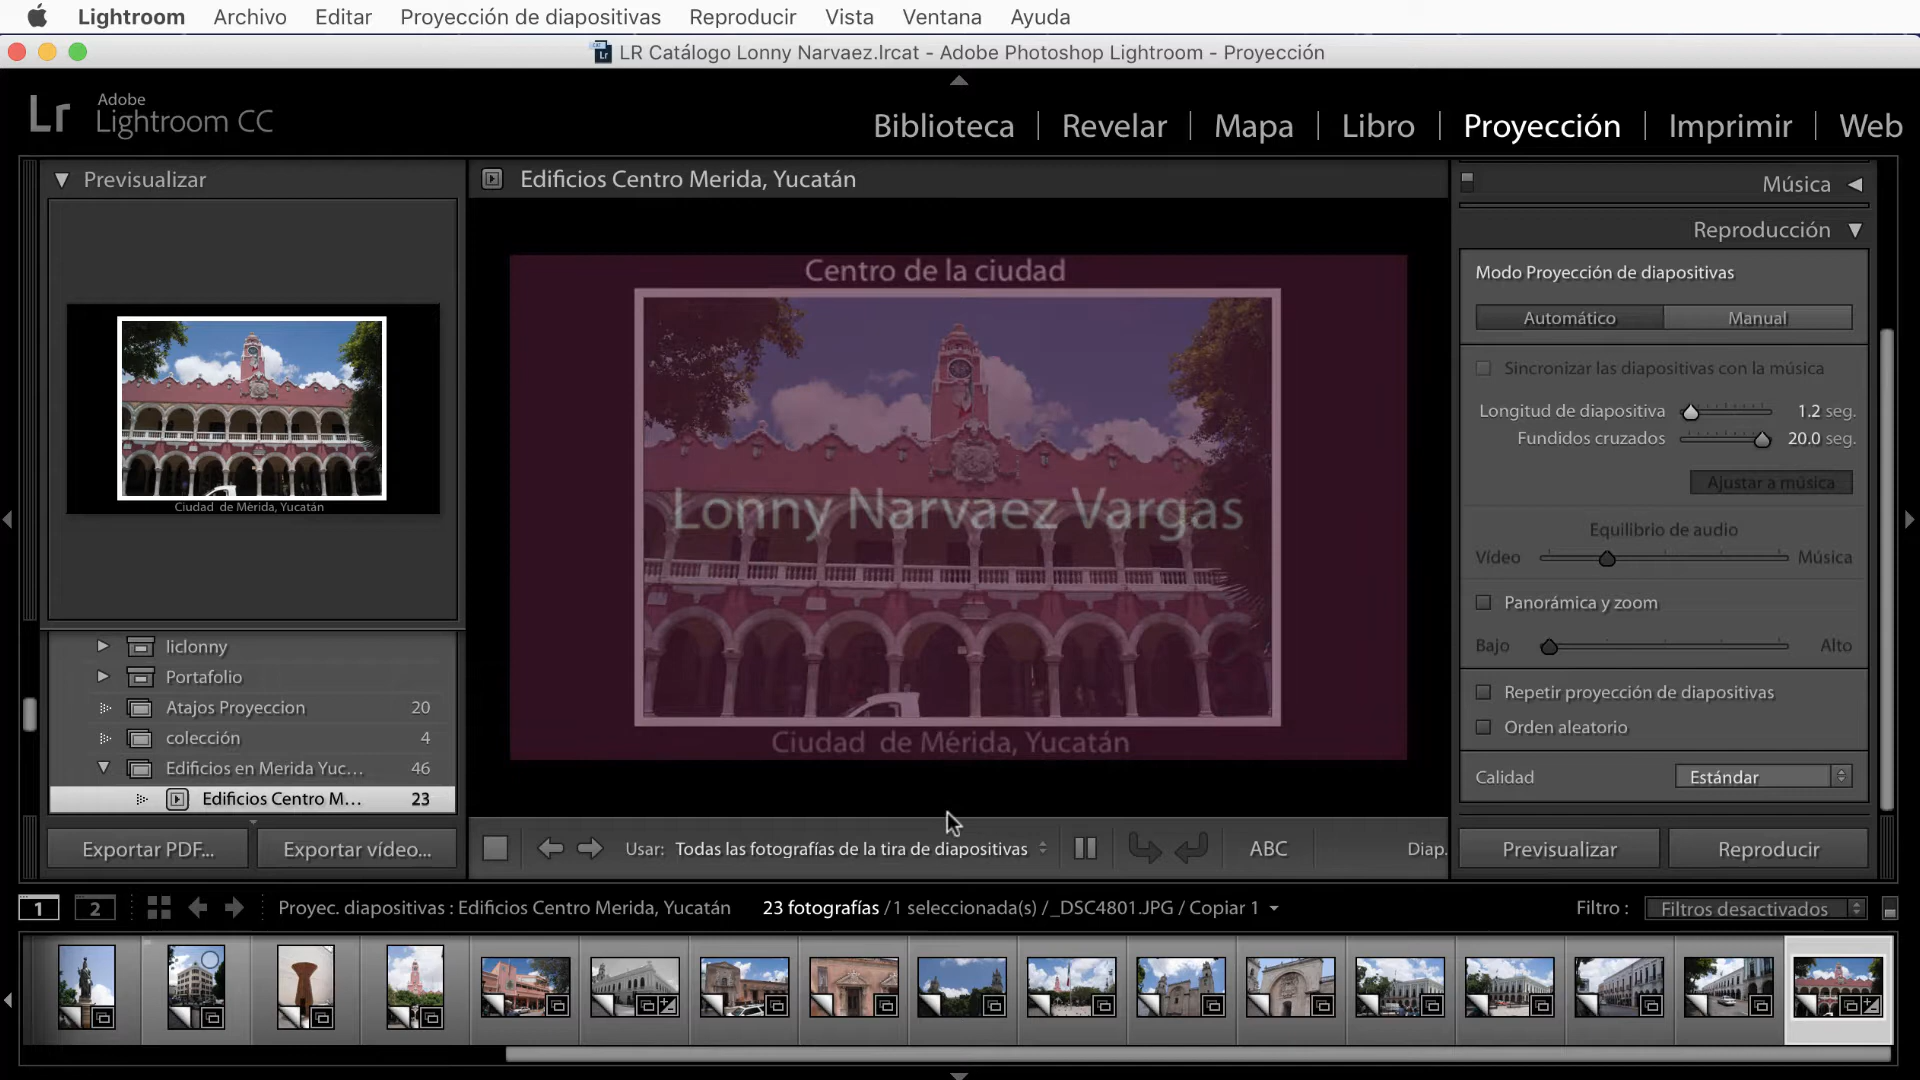 Lightroom Archivo Editar Proyección de diapositivas Reproducir Vista Ventana Ayuda
LR Catálogo Lonny Narvaez.lrcat - Adobe Photoshop Lightroom - Proyección
Lr Adobe
Lightroom CC
Biblioteca | Revelar | Mapa | Libro | Proyección | Imprimir | Web
Previsualizar
Ciudad de Mérida, Yucatán
liclonny
Portafolio
Atajos Proyeccion 20
colección 4
Edificios en Merida Yuc... 46
Edificios Centro M... 23
Exportar PDF... Exportar vídeo...
Edificios Centro Merida, Yucatán
Centro de la ciudad
Lonny Narvaez Vargas
Ciudad de Mérida, Yucatán
Usar: Todas las fotografías de la tira de diapositivas ABC Diap.
Música
Reproducción
Modo Proyección de diapositivas
Automático Manual
Sincronizar las diapositivas con la música
Longitud de diapositiva 1.2 seg.
Fundidos cruzados 20.0 seg.
Ajustar a música
Equilibrio de audio
Vídeo Música
Panorámica y zoom
Bajo Alto
Repetir proyección de diapositivas
Orden aleatorio
Calidad Estándar
Previsualizar Reproducir
1 2 Proyec. diapositivas : Edificios Centro Merida, Yucatán 23 fotografías /1 seleccionada(s) /_DSC4801.JPG / Copiar 1 Filtro : Filtros desactivados